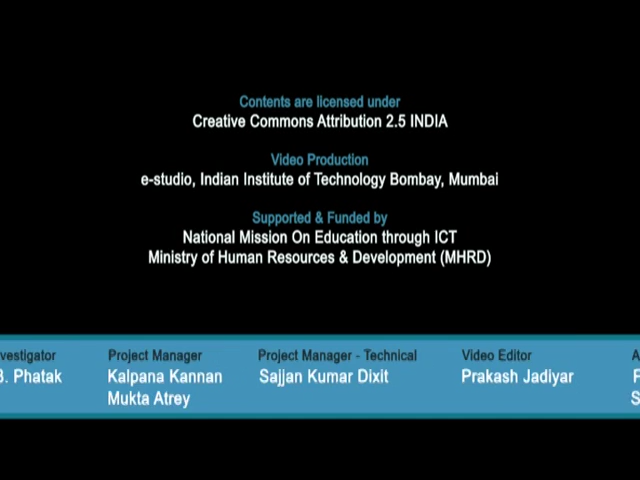 Contents are licensed under
Creative Commons Attribution 2.5 INDIA
Video Production
e-studio, Indian Institute of Technology Bombay, Mumbai
Supported & Funded by
National Mission On Education through ICT
Ministry of Human Resources & Development (MHRD)
vestigator Project Manager Project Manager - Technical Video Editor A
B. Phatak Kalpana Kannan Sajjan Kumar Dixit Prakash Jadiyar
Mukta Atrey S